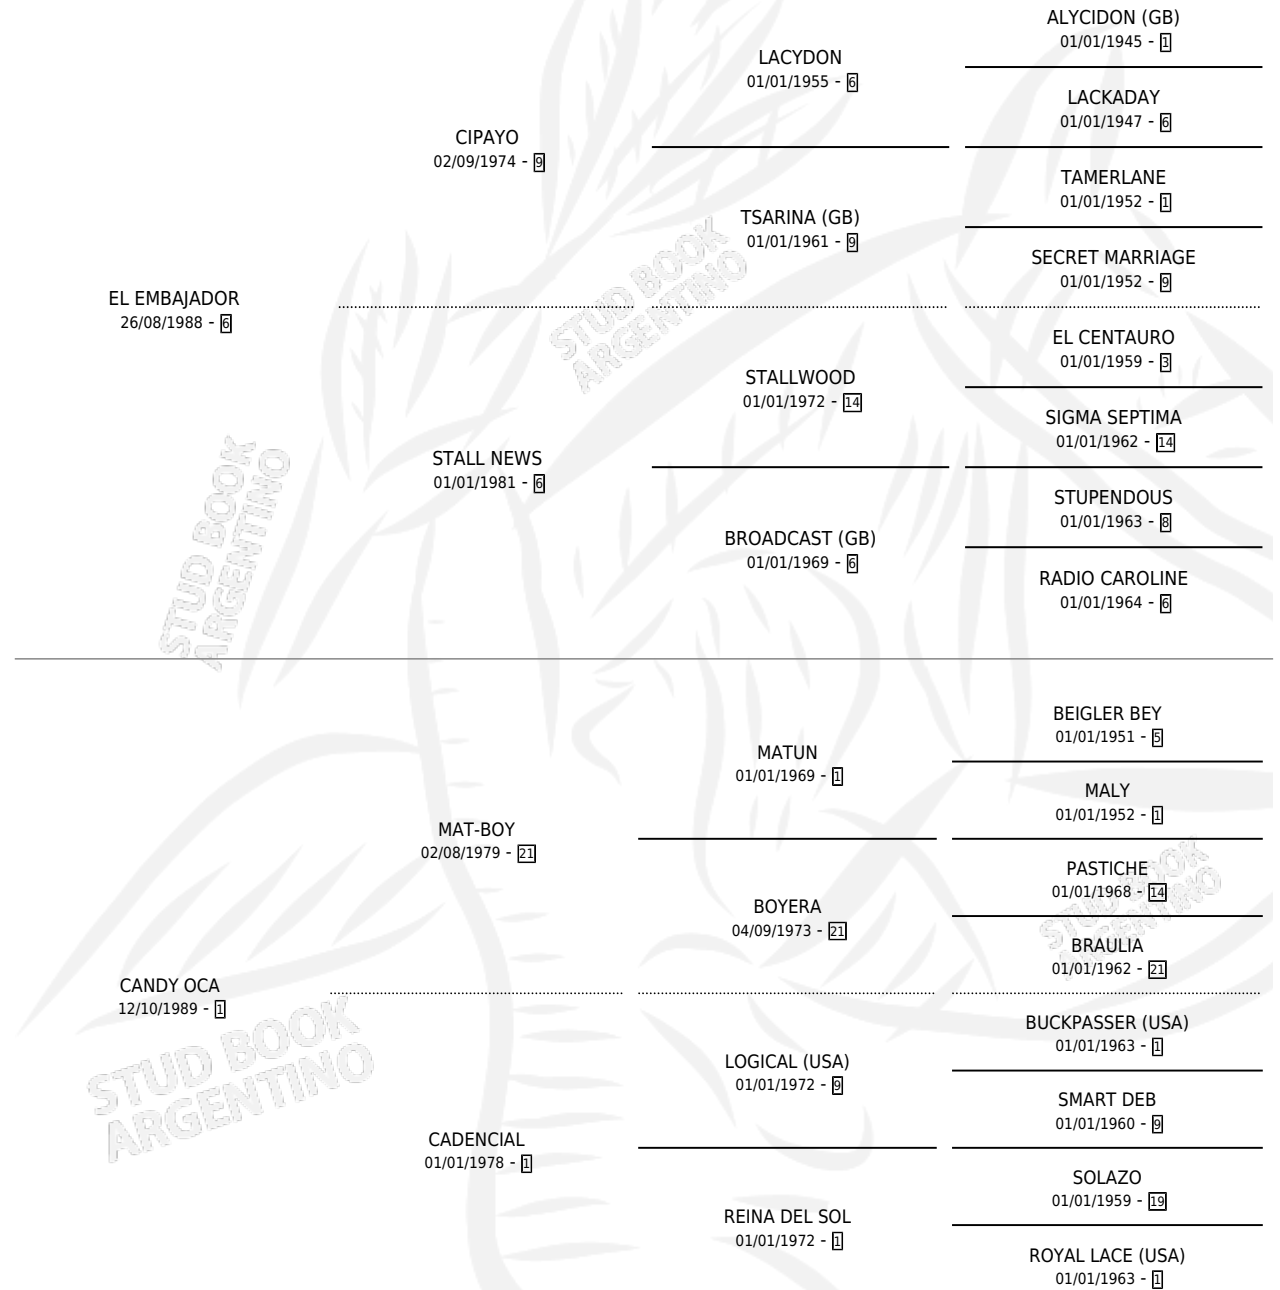 ALYCIDON (GB)
01/01/1945 - 1
LACYDON
01/01/1955 - 6
LACKADAY
01/01/1947 - 6
CIPAYO
02/09/1974 - 9
TAMERLANE
01/01/1952 - 1
TSARINA (GB)
01/01/1961 - 9
SECRET MARRIAGE
01/01/1952 - 9
EL EMBAJADOR
26/08/1988 - 6
EL CENTAURO
01/01/1959 - 3
STALLWOOD
01/01/1972 - 14
SIGMA SEPTIMA
01/01/1962 - 14
STALL NEWS
01/01/1981 - 6
STUPENDOUS
01/01/1963 - 8
BROADCAST (GB)
01/01/1969 - 6
RADIO CAROLINE
01/01/1964 - 6
BEIGLER BEY
01/01/1951 - 5
MATUN
01/01/1969 - 1
MALY
01/01/1952 - 1
MAT-BOY
02/08/1979 - 21
PASTICHE
01/01/1968 - 14
BOYERA
04/09/1973 - 21
BRAULIA
01/01/1962 - 21
CANDY OCA
12/10/1989 - 1
BUCKPASSER (USA)
01/01/1963 - 1
LOGICAL (USA)
01/01/1972 - 9
SMART DEB
01/01/1960 - 9
CADENCIAL
01/01/1978 - 1
SOLAZO
01/01/1959 - 19
REINA DEL SOL
01/01/1972 - 1
ROYAL LACE (USA)
01/01/1963 - 1
STUD BOOK
ARGENTINO
STUD BOOK
ARGENTINO
STUD BOOK
ARGENTINO
STUD BOOK
ARGENTINO